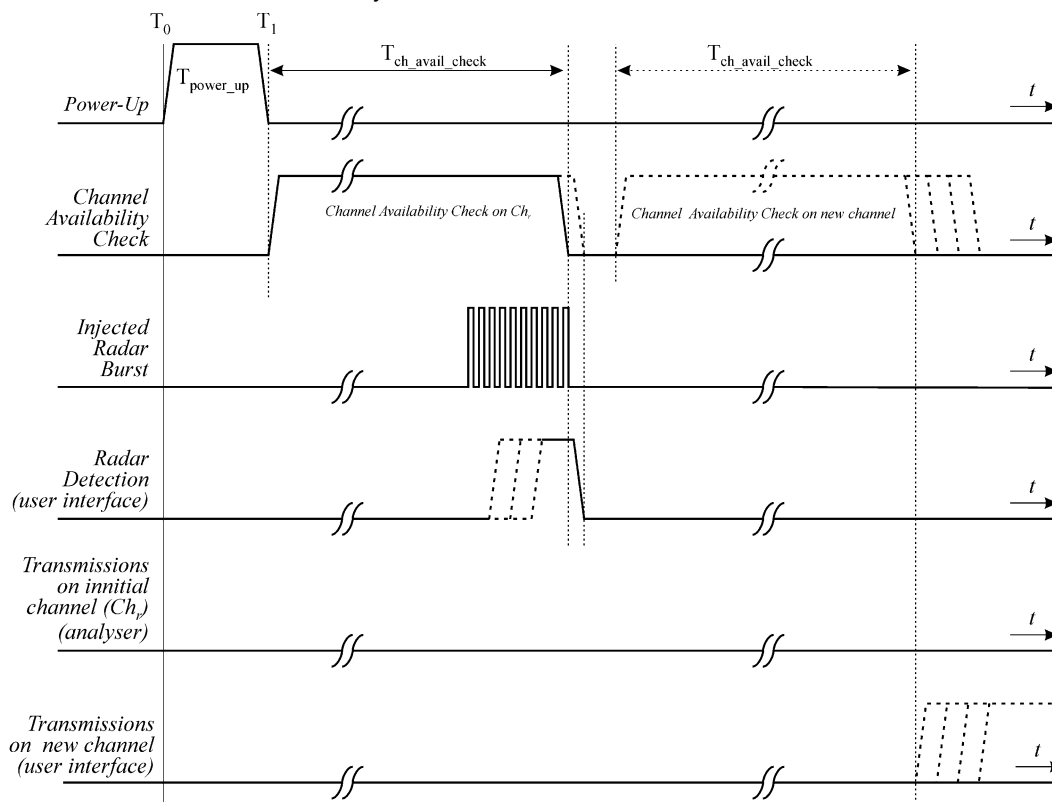 T0 T1
Tpower_up
Tch_avail_check
Tch_avail_check
Power-Up
t
Channel
Availability
Check
Channel Availability Check on Chr
Channel Availability Check on new channel
t
Injected
Radar
Burst
t
Radar
Detection
(user interface)
t
Transmissions
on innitial
channel (Chr)
(analyser)
t
Transmissions
on new channel
(user interface)
t